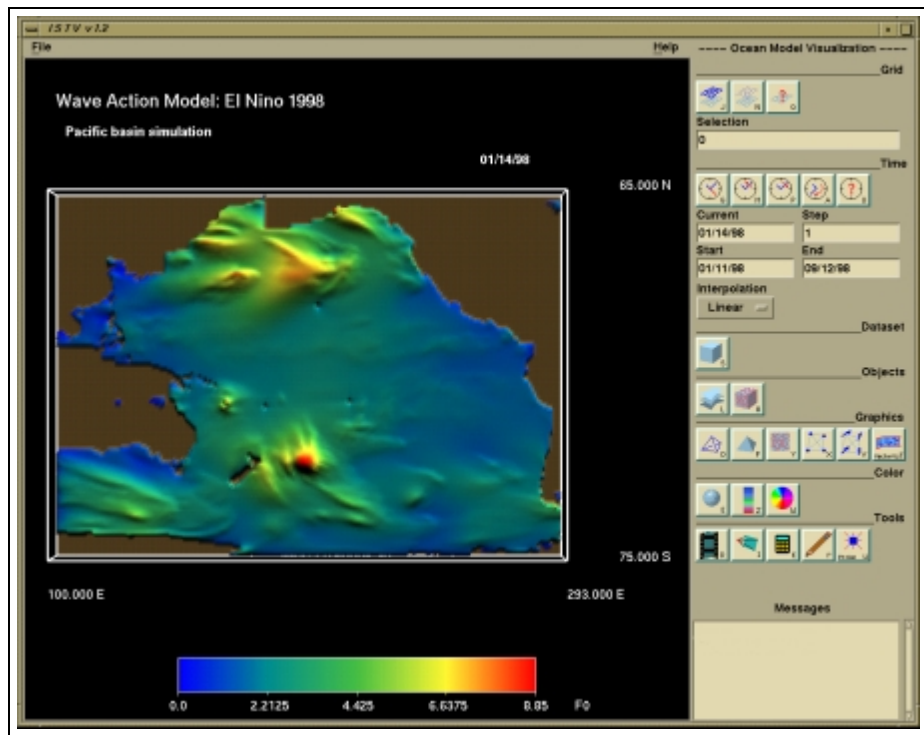 ISTV v1.2
File Help
---- Ocean Model Visualization ----
Grid
Wave Action Model: El Nino 1998
Pacific basin simulation
01/14/98
65.000 N
75.000 S
100.000 E 293.000 E
0.0 2.2125 4.425 6.6375 8.85 F0
Selection
0
Time
Current Step
01/14/98 1
Start End
01/11/98 09/12/98
Interpolation
Linear
Dataset
Objects
Graphics
Color
Tools
Messages